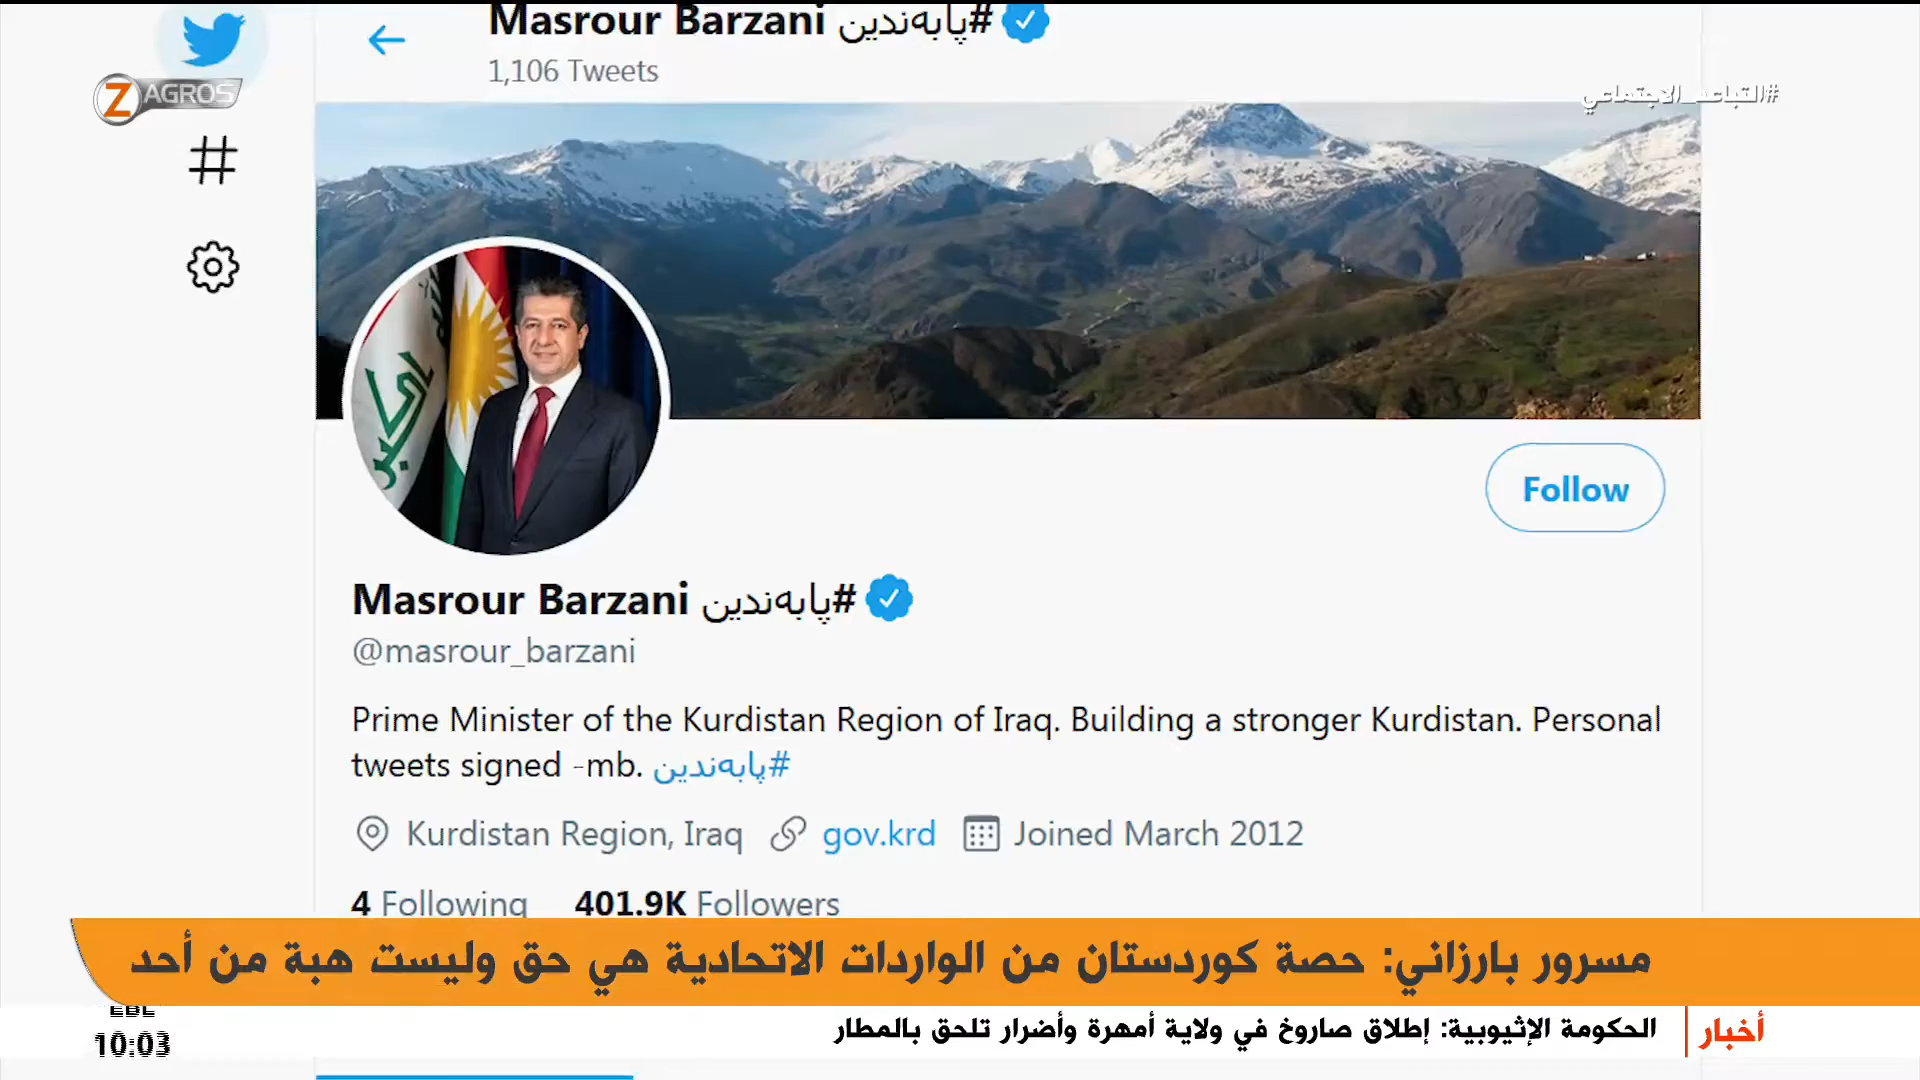 Masrour Barzani #پابەندین
1,106 Tweets
ZAGROS
#التباعد_الاجتماعي
Follow
Masrour Barzani #پابەندین
@masrour_barzani
Prime Minister of the Kurdistan Region of Iraq. Building a stronger Kurdistan. Personal
tweets signed -mb. #پابەندین
Kurdistan Region, Iraq gov.krd Joined March 2012
4 Following 401.9K Followers
مسرور بارزاني: حصة كوردستان من الواردات الاتحادية هي حق وليست هبة من أحد
EBL
10:03
أخبار
الحكومة الإثيوبية: إطلاق صاروخ في ولاية أمهرة وأضرار تلحق بالمطار